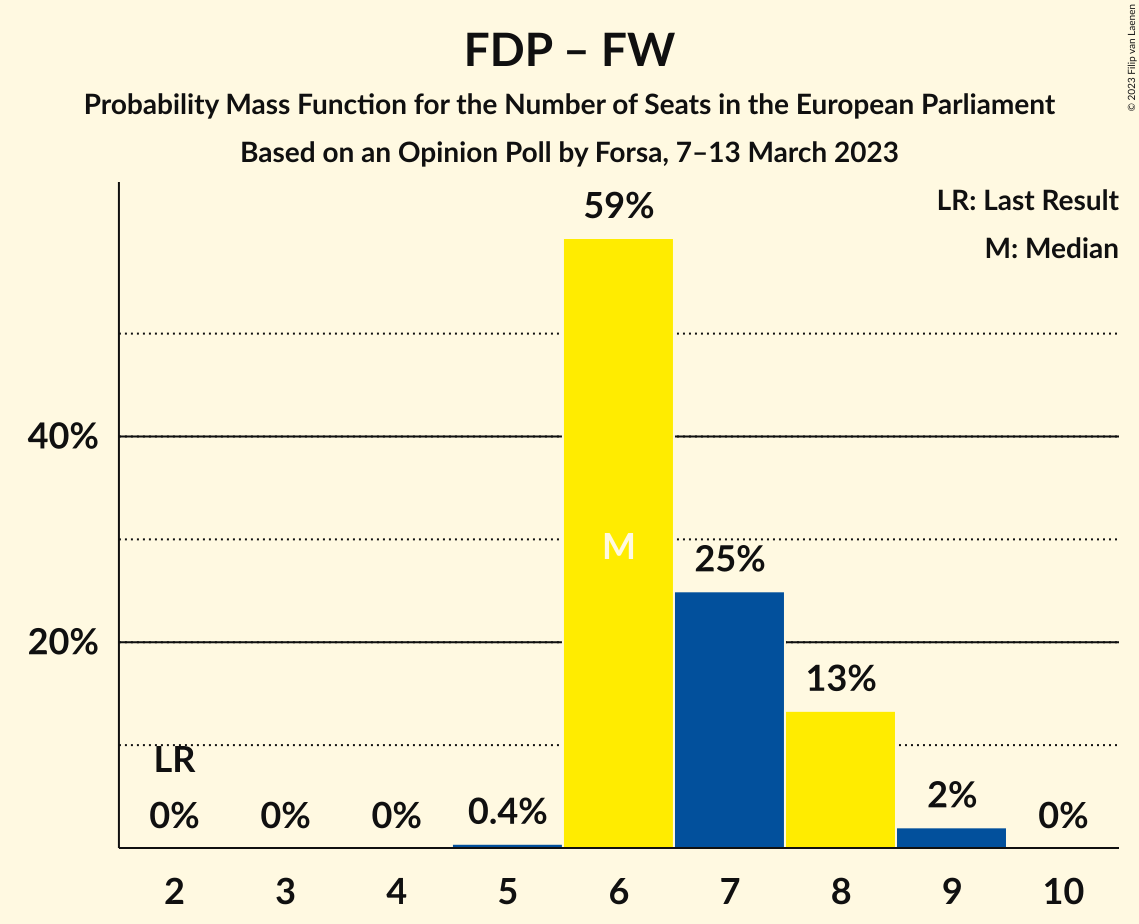 FDP – FW
Probability Mass Function for the Number of Seats in the European Parliament
Based on an Opinion Poll by Forsa, 7–13 March 2023
© 2023 Filip van Laenen
LR: Last Result
M: Median
59%
40%
M
25%
20%
13%
LR
0%
0%
0%
0.4%
2%
0%
2 3 4 5 6 7 8 9 10